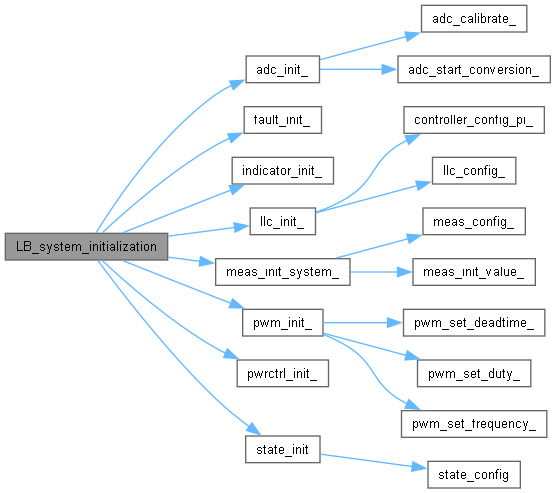 LB_system_initialization
adc_init_
adc_calibrate_
adc_start_conversion_
fault_init_
indicator_init_
llc_init_
controller_config_pi_
llc_config_
meas_init_system_
meas_config_
meas_init_value_
pwm_init_
pwm_set_deadtime_
pwm_set_duty_
pwm_set_frequency_
pwrctrl_init_
state_init
state_config